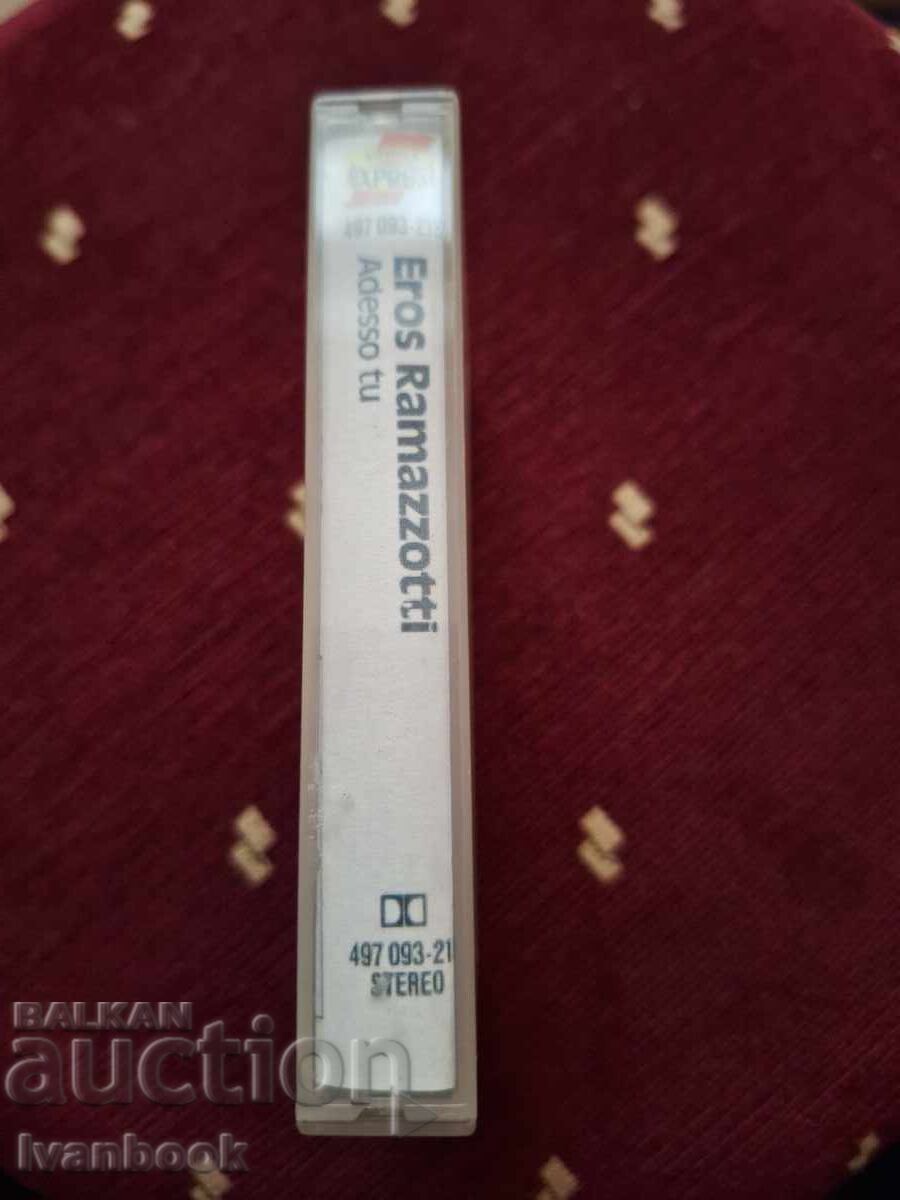 EXPRESS
497 093-21
Eros Ramazzotti
Adesso tu
497 093-21
STEREO
BALKAN
auction
Ivanbook